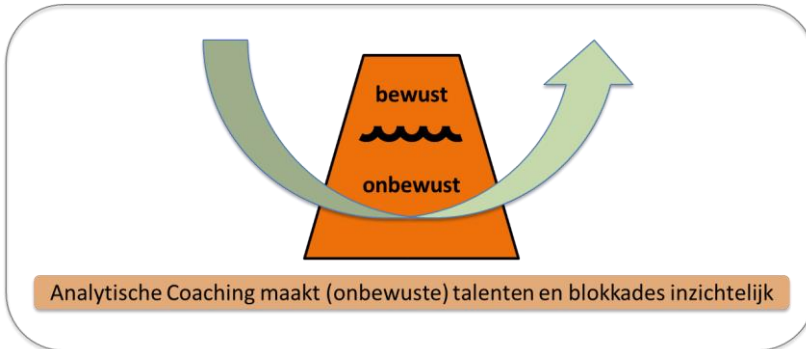 bewust
onbewust
Analytische Coaching maakt (onbewuste) talenten en blokkades inzichtelijk